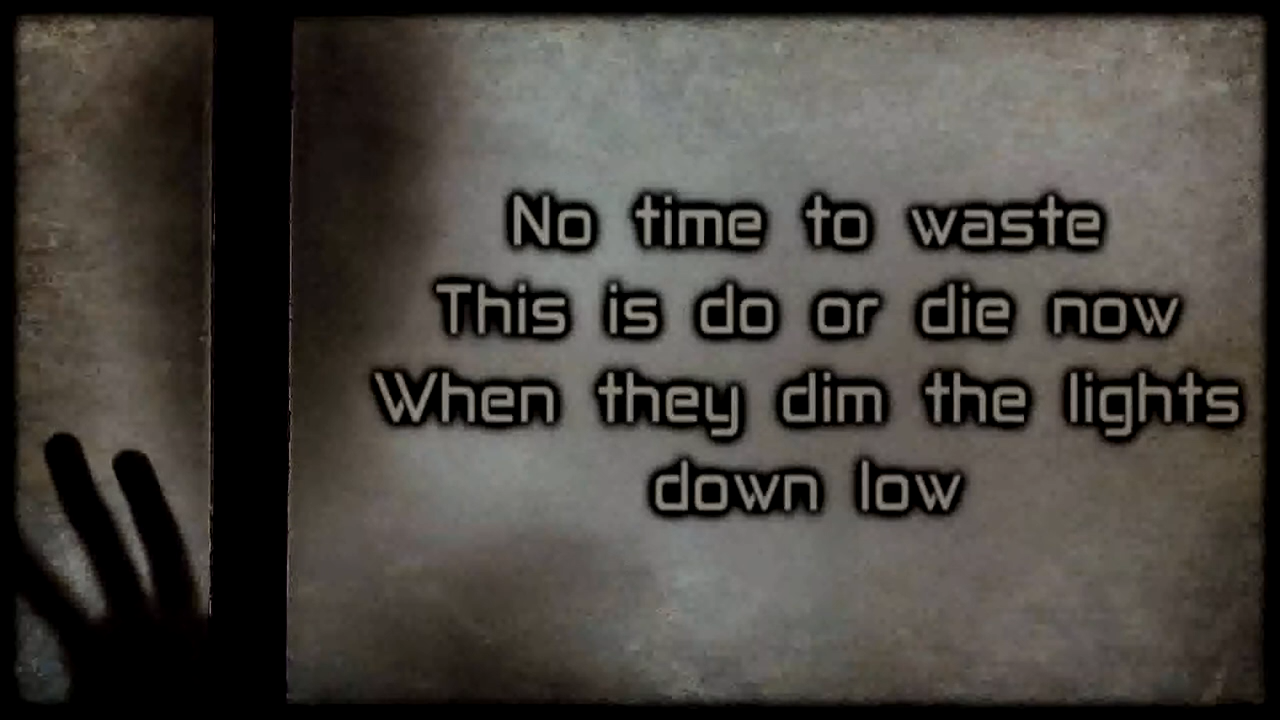 No time to waste
This is do or die now
When they dim the lights
down low